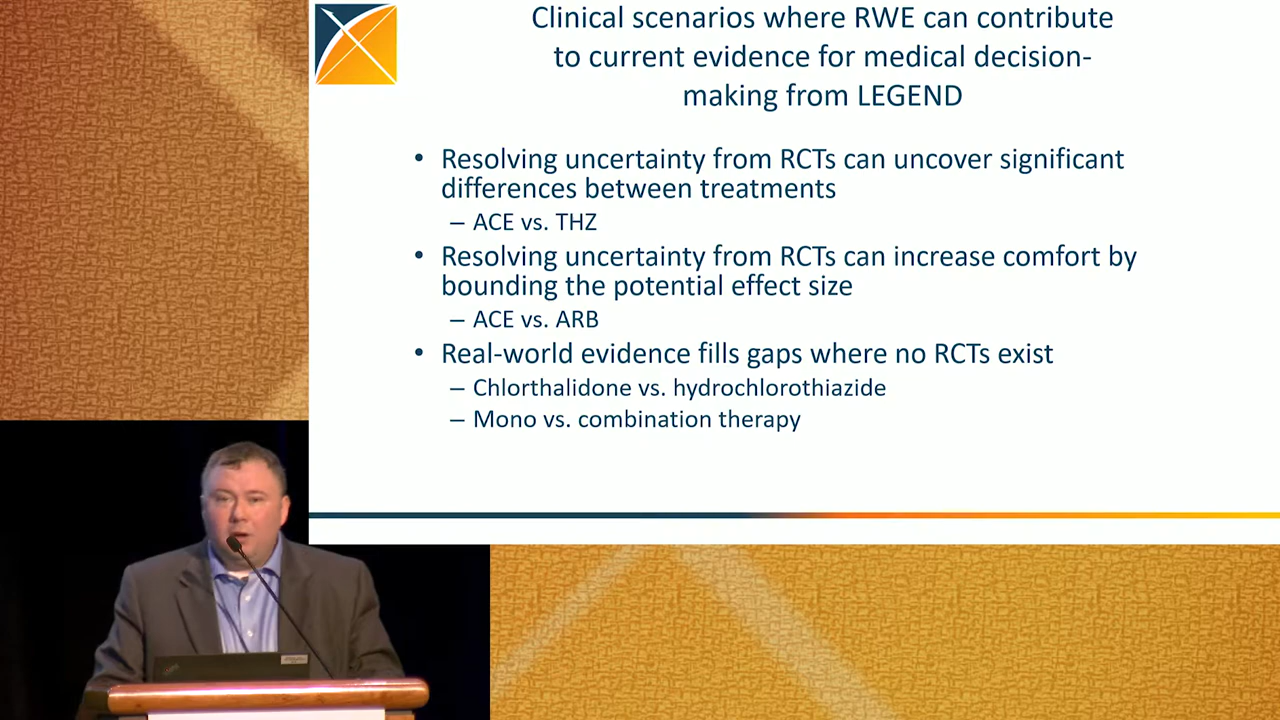 Clinical scenarios where RWE can contribute
to current evidence for medical decision-
making from LEGEND
• Resolving uncertainty from RCTs can uncover significant
differences between treatments
– ACE vs. THZ
• Resolving uncertainty from RCTs can increase comfort by
bounding the potential effect size
– ACE vs. ARB
• Real-world evidence fills gaps where no RCTs exist
– Chlorthalidone vs. hydrochlorothiazide
– Mono vs. combination therapy